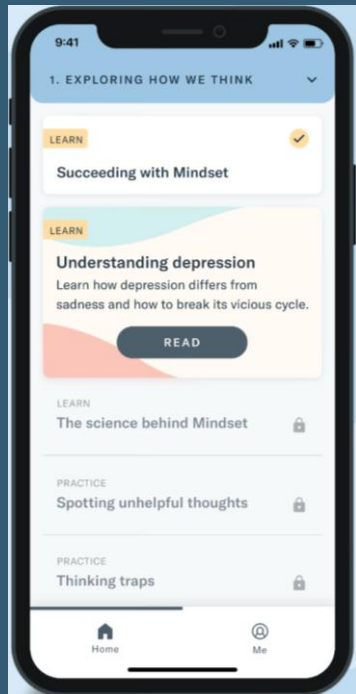 9:41
1. EXPLORING HOW WE THINK
LEARN
Succeeding with Mindset
LEARN
Understanding depression
Learn how depression differs from
sadness and how to break its vicious cycle.
READ
LEARN
The science behind Mindset
PRACTICE
Spotting unhelpful thoughts
PRACTICE
Thinking traps
Home
Me